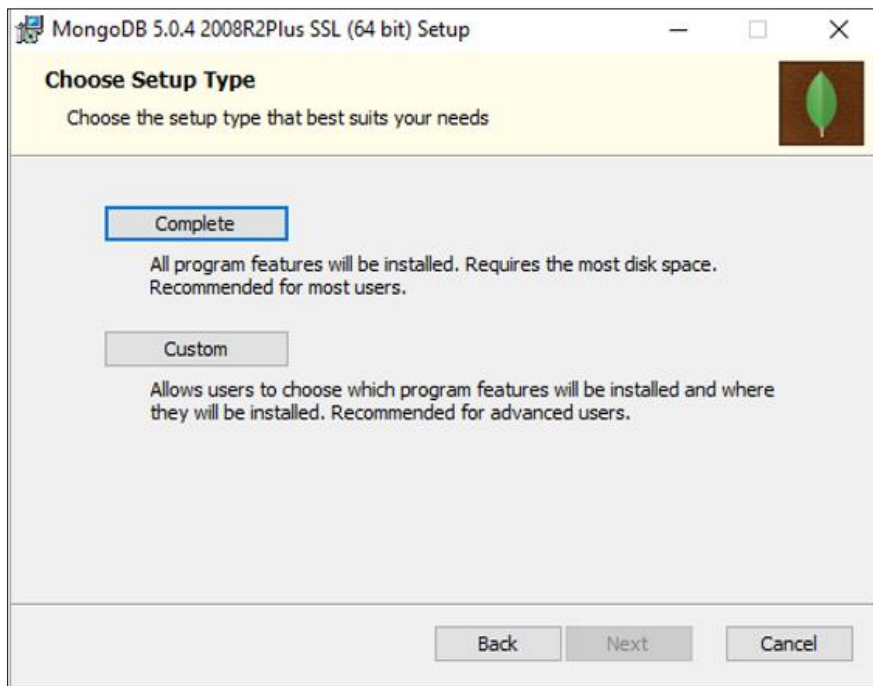 MongoDB 5.0.4 2008R2Plus SSL (64 bit) Setup
Choose Setup Type
Choose the setup type that best suits your needs
Complete
All program features will be installed. Requires the most disk space.
Recommended for most users.
Custom
Allows users to choose which program features will be installed and where
they will be installed. Recommended for advanced users.
Back Next Cancel